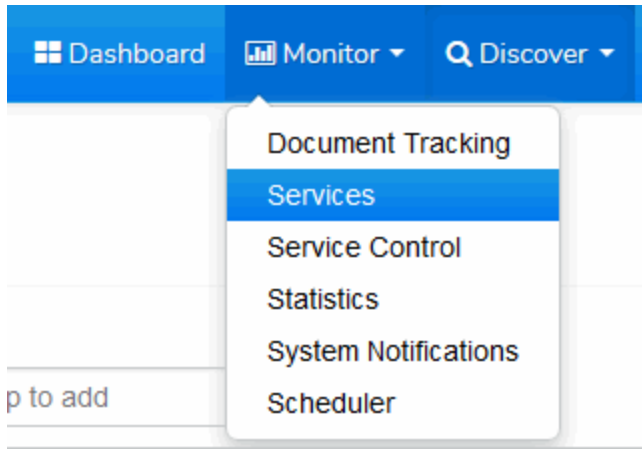 Dashboard Monitor Discover
Document Tracking
Services
Service Control
Statistics
System Notifications
p to add
Scheduler